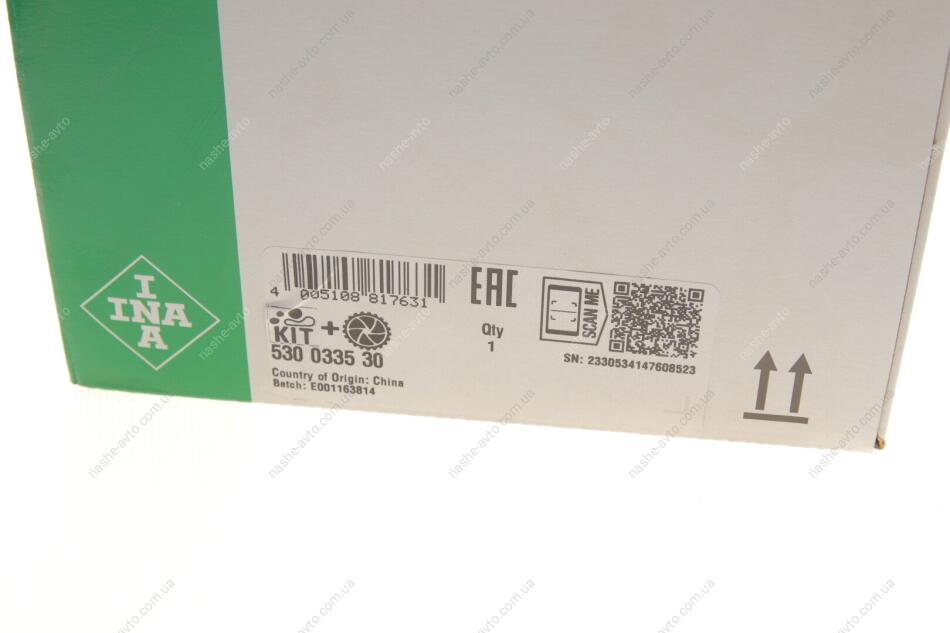 I
INA
A
4 005108 817631
EAC
KIT +
530 0335 30
Country of Origin: China
Batch: E001163814
Qty
1
SCAN ME
SN: 2330534147608523
nashe-avto.com.ua